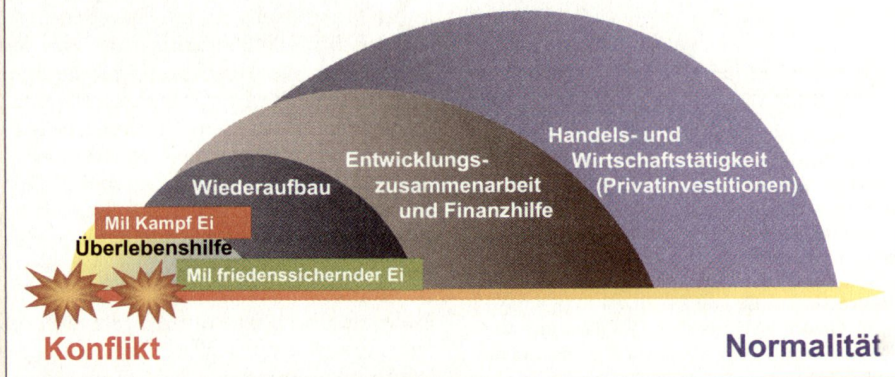 Handels- und
Wirtschaftstätigkeit
(Privatinvestitionen)
Entwicklungs-
zusammenarbeit
und Finanzhilfe
Wiederaufbau
Mil Kampf Ei
Überlebenshilfe
Mil friedenssichernder Ei
Konflikt
Normalität